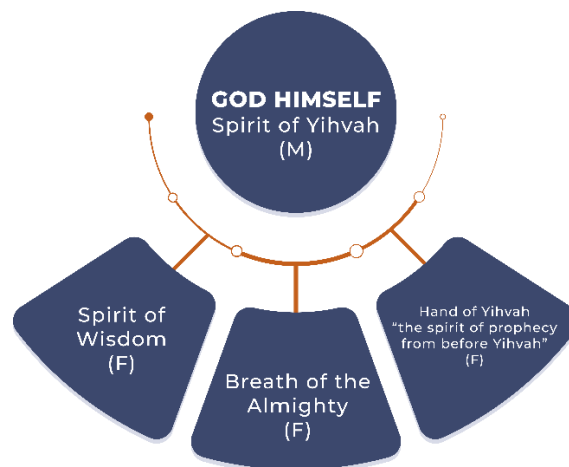 GOD HIMSELF
Spirit of Yihvah
(M)
Spirit of
Wisdom
(F)
Breath of the
Almighty
(F)
Hand of Yihvah
“the spirit of prophecy
from before Yihvah”
(F)